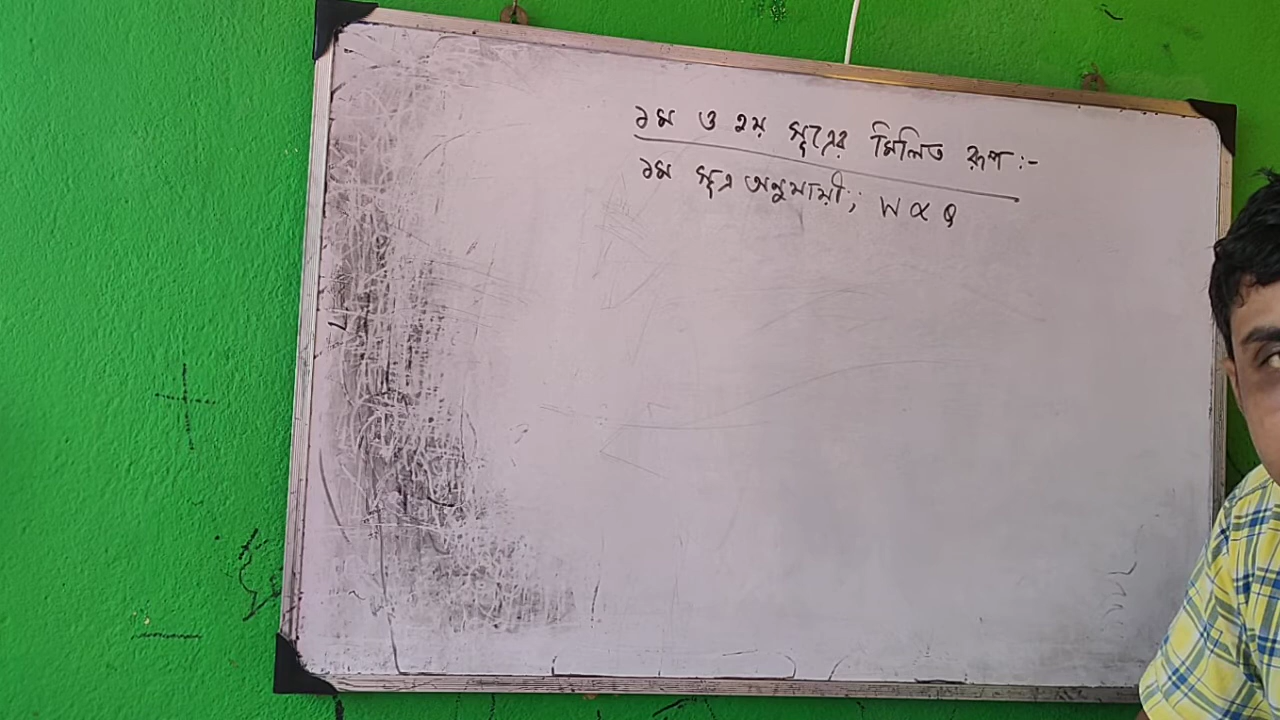 ১ম ও ২য় সূত্রের মিলিত রূপ :-
১ম সূত্র অনুযায়ী; W ∝ Q